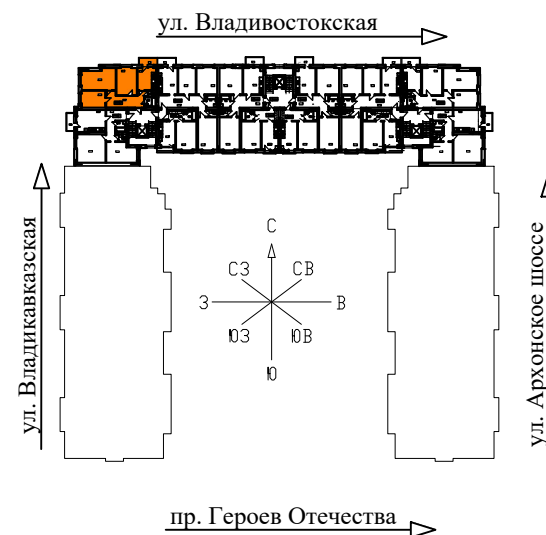 ул. Владивостокская
ул. Владикавказская
С
СЗ
СВ
З
В
ЮЗ
ЮВ
Ю
ул. Архонское шоссе
пр. Героев Отечества